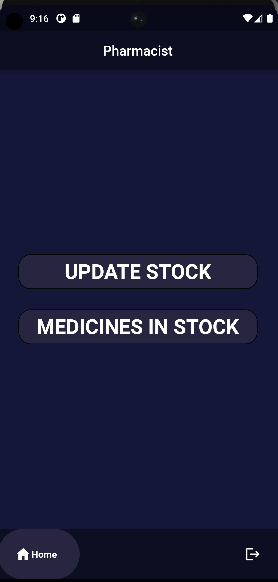 9:16
Pharmacist
UPDATE STOCK
MEDICINES IN STOCK
Home